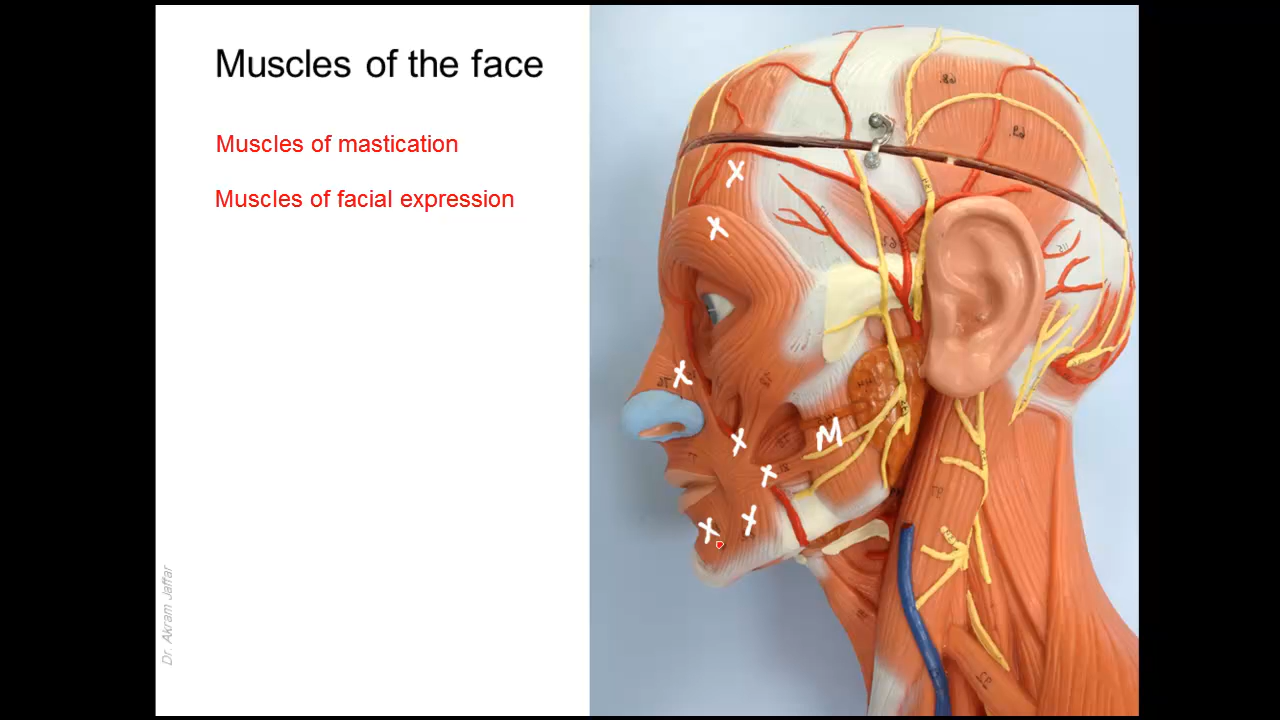 Muscles of the face
Muscles of mastication
Muscles of facial expression
Dr. Akram Jaffar
X
X
X
X
M
X
X
X